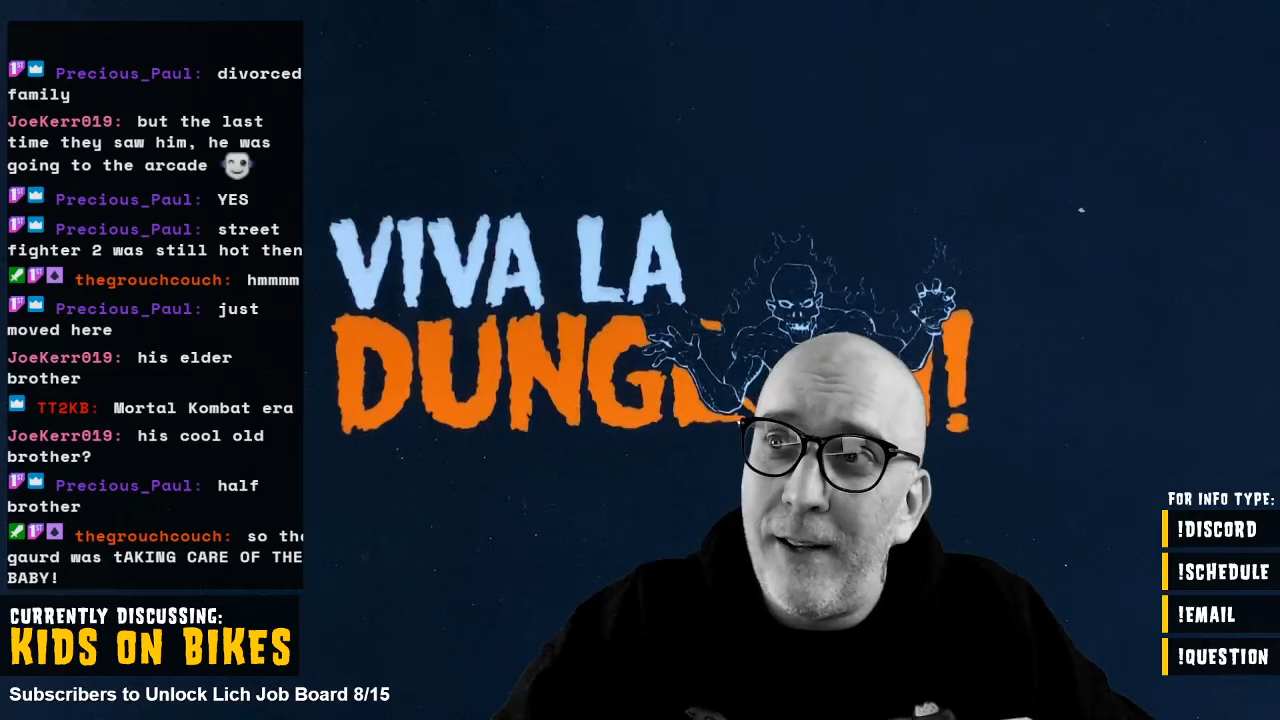 Precious_Paul: divorced
family
JoeKerr019: but the last
time they saw him, he was
going to the arcade
Precious_Paul: YES
Precious_Paul: street
fighter 2 was still hot then
thegrouchcouch: hmmmm
Precious_Paul: just
moved here
JoeKerr019: his elder
brother
TT2KB: Mortal Kombat era
JoeKerr019: his cool old
brother?
Precious_Paul: half
brother
thegrouchcouch: so the
gaurd was tAKING CARE OF THE
BABY!
CURRENTLY DISCUSSING:
KIDS ON BIKES
Subscribers to Unlock Lich Job Board 8/15
VIVA LA
DUNG
!
FOR INFO TYPE:
!DISCORD
!SCHEDULE
!EMAIL
!QUESTION